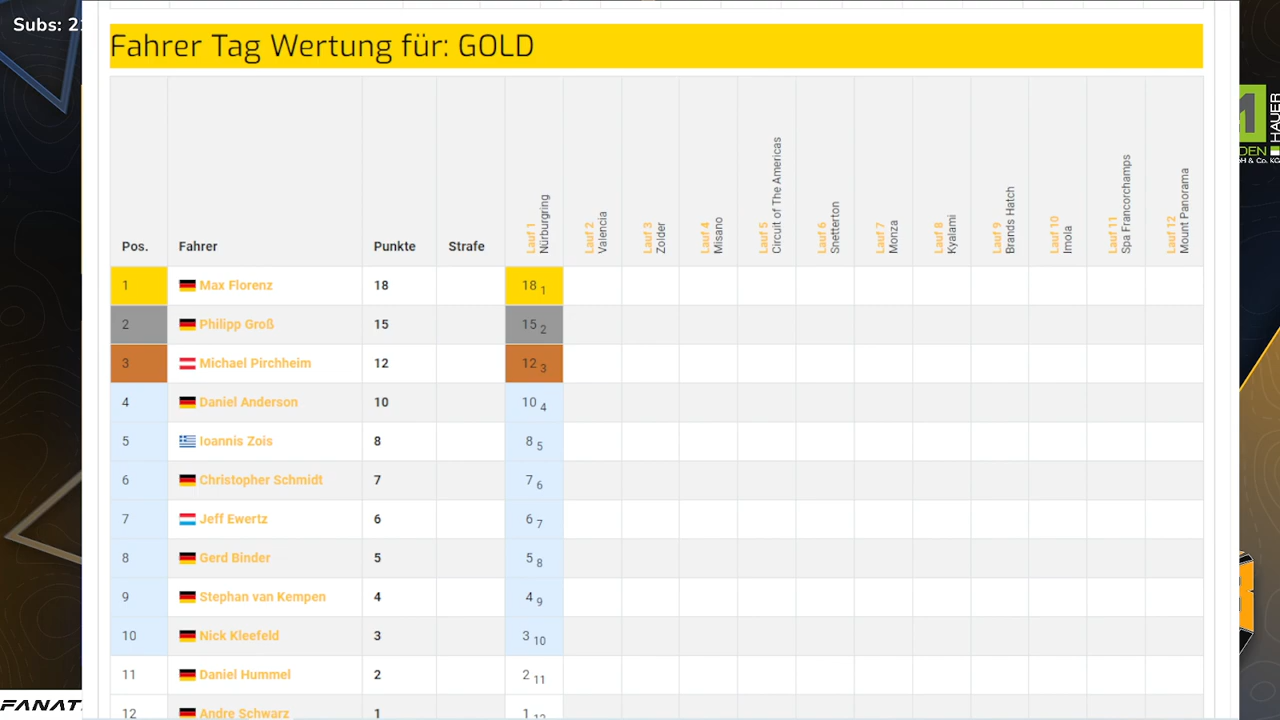 Subs: 2
Fahrer Tag Wertung für: GOLD
Pos. Fahrer Punkte Strafe Lauf 1 Nürburgring Lauf 2 Valencia Lauf 3 Zolder Lauf 4 Misano Lauf 5 Circuit of The Americas Lauf 6 Snetterton Lauf 7 Monza Lauf 8 Kyalami Lauf 9 Brands Hatch Lauf 10 Imola Lauf 11 Spa Francorchamps Lauf 12 Mount Panorama
1 Max Florenz 18 18 1
2 Philipp Groß 15 15 2
3 Michael Pirchheim 12 12 3
4 Daniel Anderson 10 10 4
5 Ioannis Zois 8 8 5
6 Christopher Schmidt 7 7 6
7 Jeff Ewertz 6 6 7
8 Gerd Binder 5 5 8
9 Stephan van Kempen 4 4 9
10 Nick Kleefeld 3 3 10
11 Daniel Hummel 2 2 11
12 Andre Schwarz 1 1 12
HAUER
DEN
H & Co. KG
FANAT